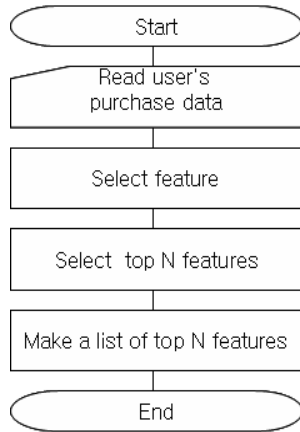 Start
Read user's
purchase data
Select feature
Select top N features
Make a list of top N features
End